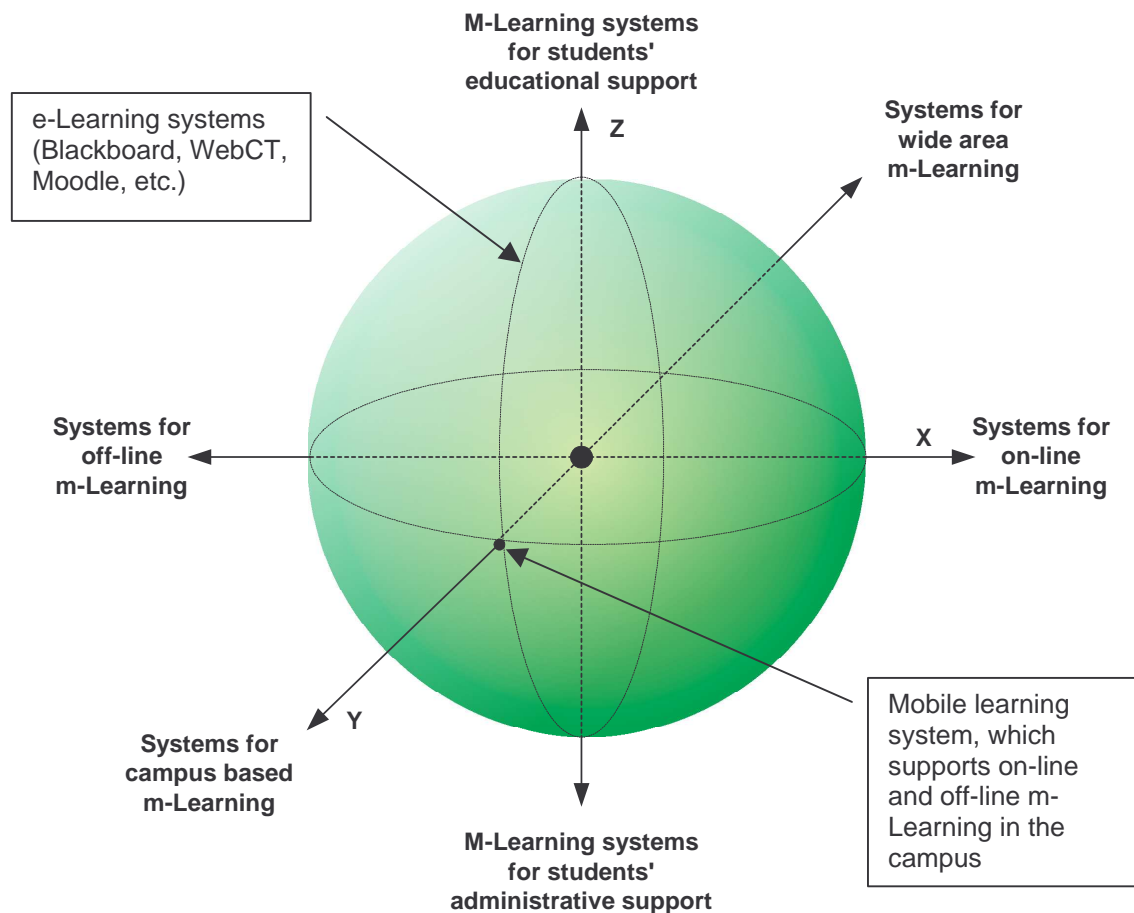 M-Learning systems
for students'
educational support
e-Learning systems
(Blackboard, WebCT,
Moodle, etc.)
Z
Systems for
wide area
m-Learning
Systems for
off-line
m-Learning
X
Systems for
on-line
m-Learning
Y
Systems for
campus based
m-Learning
Mobile learning
system, which
supports on-line
and off-line m-
Learning in the
campus
M-Learning systems
for students'
administrative support